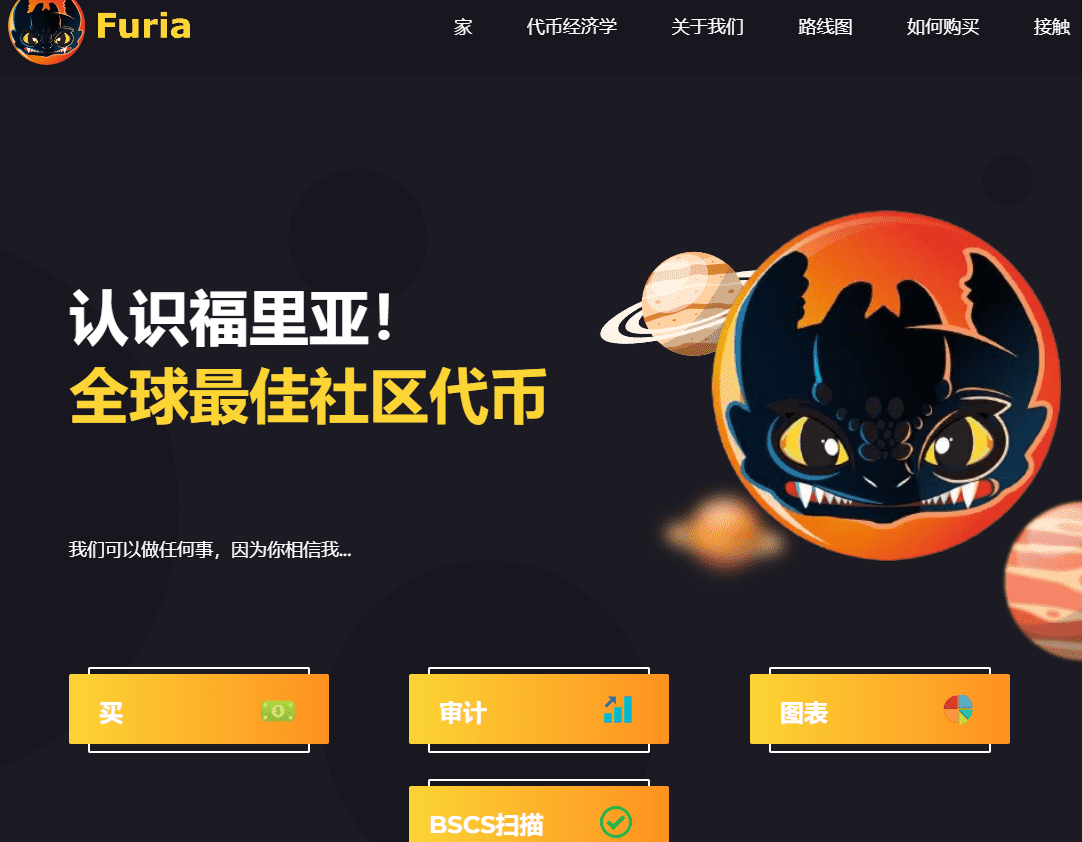 Furia
家
代币经济学
关于我们
路线图
如何购买
接触
认识福里亚！
全球最佳社区代币
我们可以做任何事，因为你相信我...
买
审计
图表
BSCS扫描